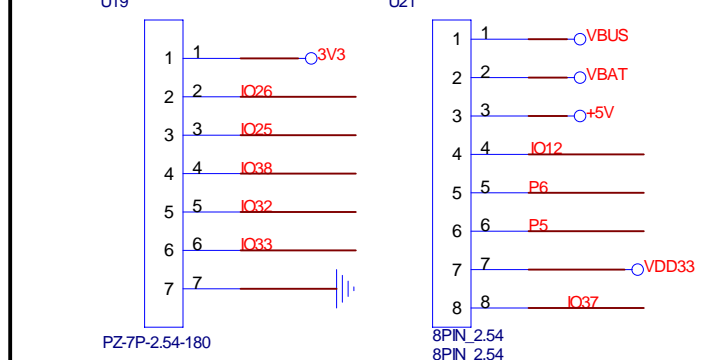 U19
1 1 3V3
2 2 IO26
3 3 IO25
4 4 IO38
5 5 IO32
6 6 IO33
7 7
PZ-7P-2.54-180
U21
1 1 VBUS
2 2 VBAT
3 3 +5V
4 4 IO12
5 5 P6
6 6 P5
7 7 VDD33
8 8 IO37
8PIN_2.54
8PIN_2.54